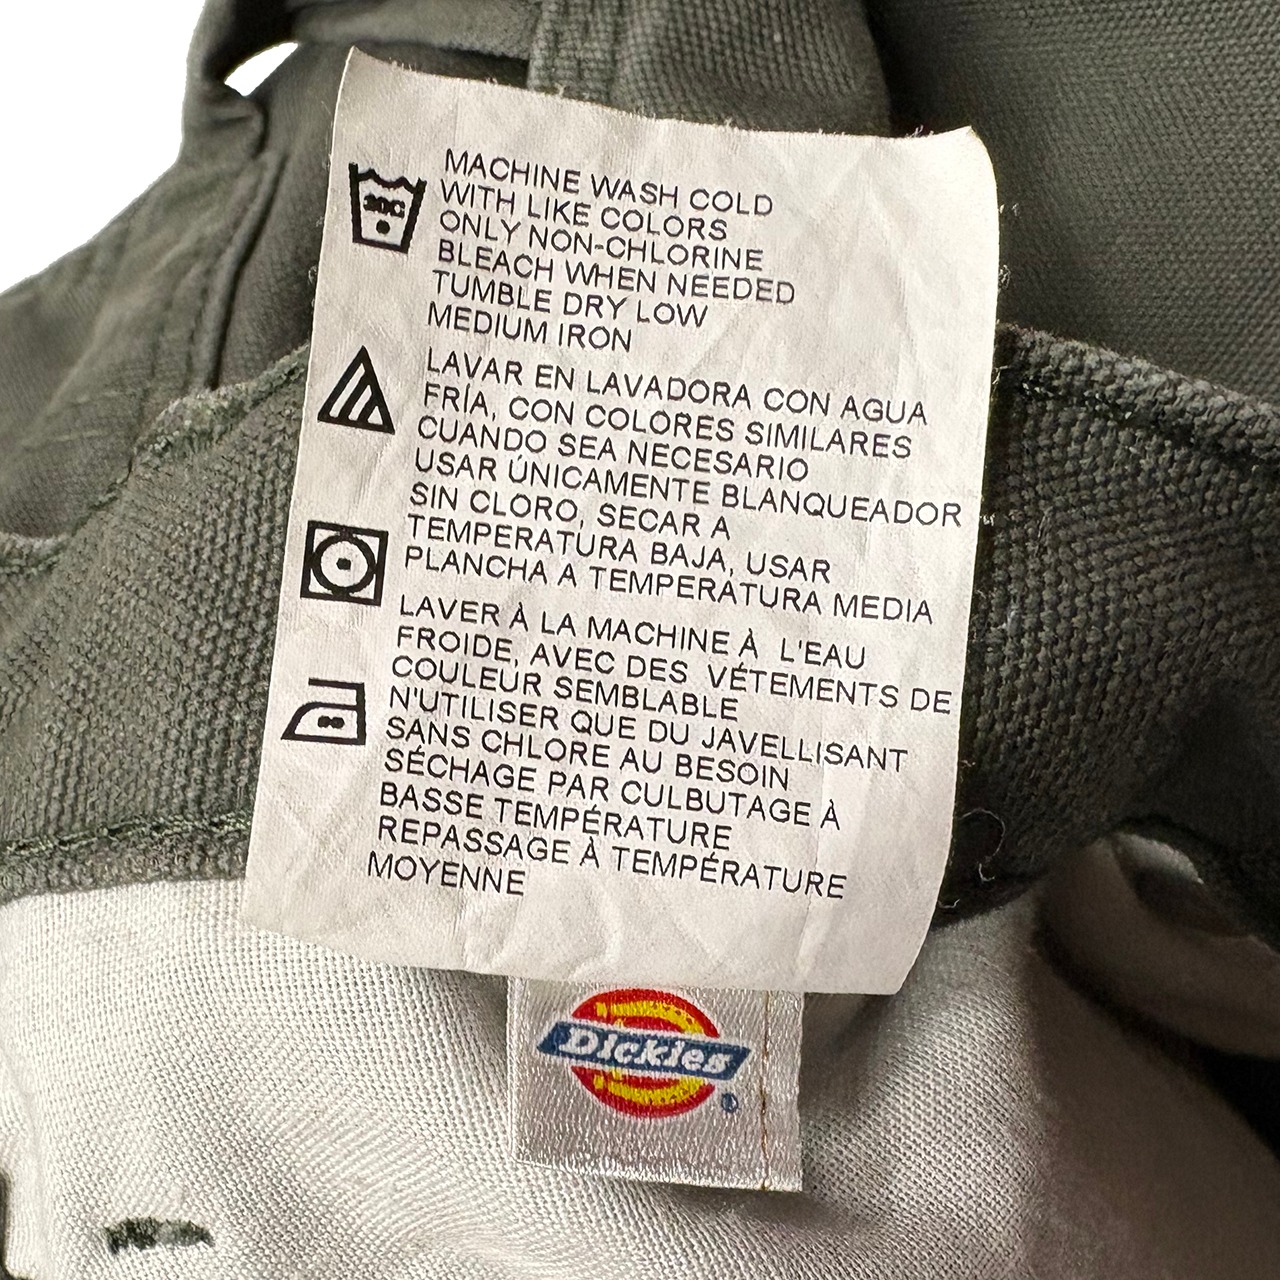 30C
MACHINE WASH COLD
WITH LIKE COLORS
ONLY NON-CHLORINE
BLEACH WHEN NEEDED
TUMBLE DRY LOW
MEDIUM IRON
LAVAR EN LAVADORA CON AGUA
FRÍA, CON COLORES SIMILARES
CUANDO SEA NECESARIO
USAR ÚNICAMENTE BLANQUEADOR
SIN CLORO, SECAR A
TEMPERATURA BAJA, USAR
PLANCHA A TEMPERATURA MEDIA
LAVER À LA MACHINE À L'EAU
FROIDE, AVEC DES VÉTEMENTS DE
COULEUR SEMBLABLE
N'UTILISER QUE DU JAVELLISANT
SANS CHLORE AU BESOIN
SÉCHAGE PAR CULBUTAGE À
BASSE TEMPÉRATURE
REPASSAGE À TEMPÉRATURE
MOYENNE
Dickies
®